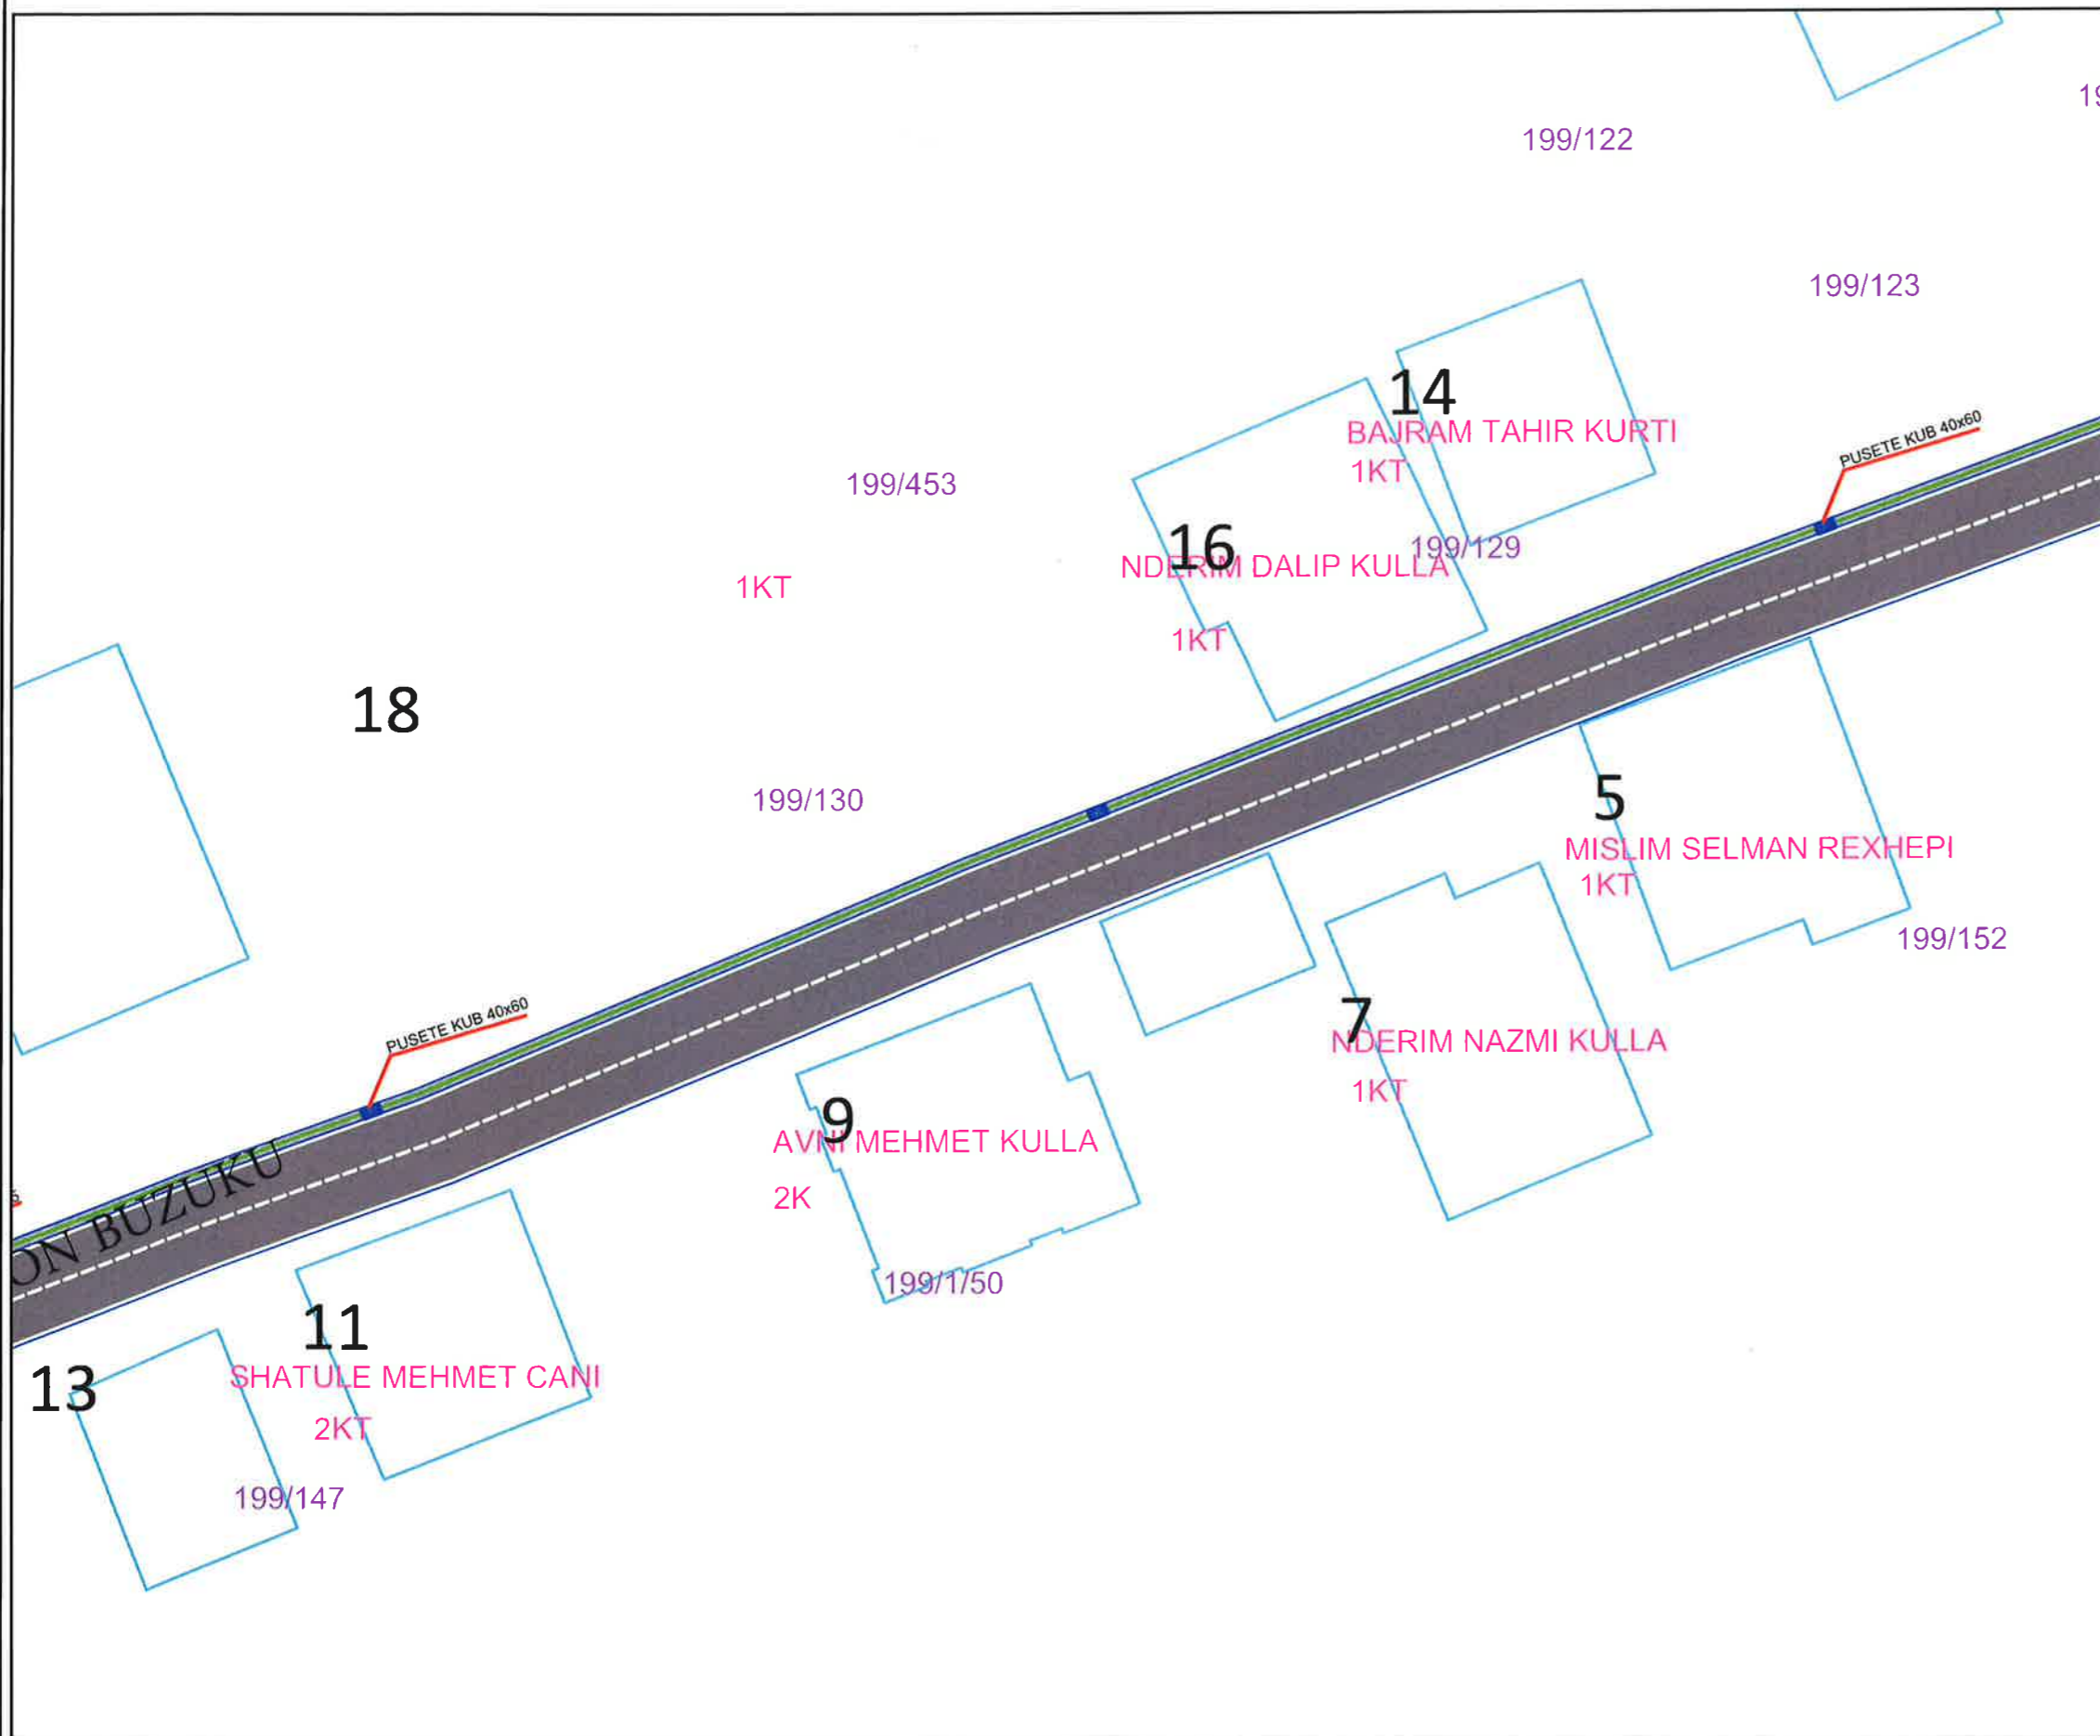 199/122
199/123
14
BAJRAM TAHIR KURTI
1KT
PUSETE KUB 40x60
199/453
16
199/129
NDERIM DALIP KULLA
1KT
1KT
18
199/130
5
MISLIM SELMAN REXHEPI
1KT
199/152
7
NDERIM NAZMI KULLA
1KT
PUSETE KUB 40x60
9
AVNI MEHMET KULLA
2K
199/1/50
ON BUZUKU
11
SHATULE MEHMET CANI
2KT
13
199/147